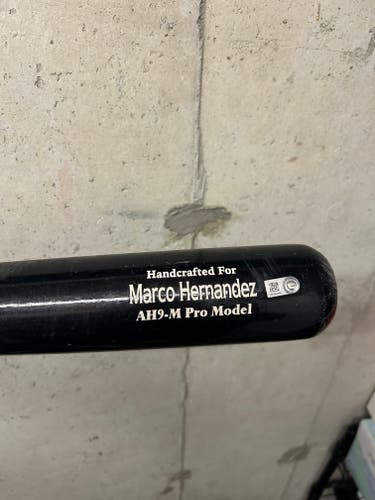 Handcrafted For
Marco Hernandez
AH9-M Pro Model